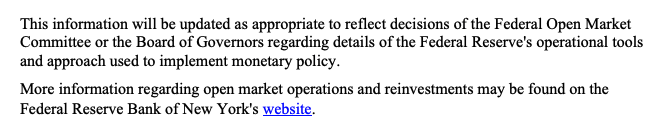 This information will be updated as appropriate to reflect decisions of the Federal Open Market
Committee or the Board of Governors regarding details of the Federal Reserve's operational tools
and approach used to implement monetary policy.
More information regarding open market operations and reinvestments may be found on the
Federal Reserve Bank of New York's website.